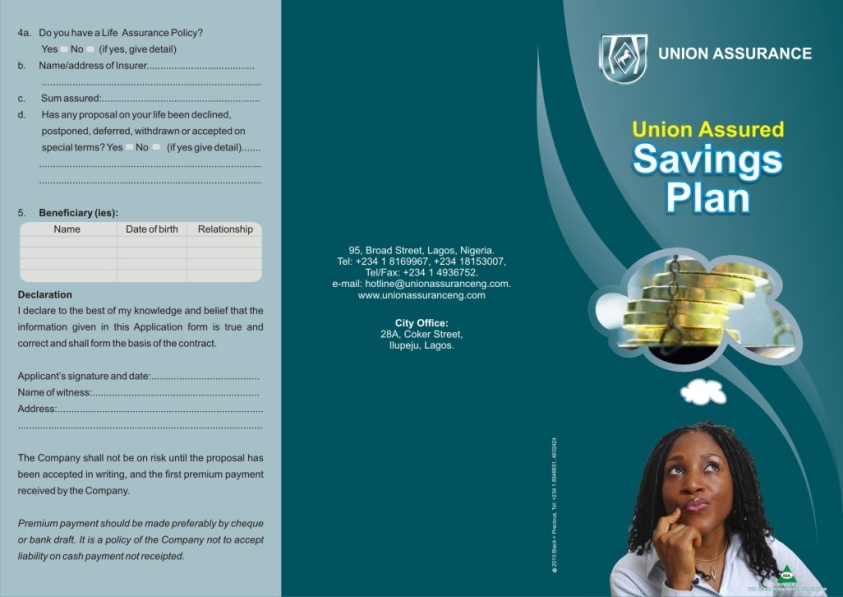 4a. Do you have a Life Assurance Policy?
Yes No (if yes, give detail)
b. Name/address of Insurer....................................
.........................................................................
c. Sum assured:....................................................
d. Has any proposal on your life been declined,
postponed, deferred, withdrawn or accepted on
special terms? Yes No (if yes give detail).......
..........................................................................
..........................................................................
5. Beneficiary (ies):
Name Date of birth Relationship
Declaration
I declare to the best of my knowledge and belief that the
information given in this Application form is true and
correct and shall form the basis of the contract.
Applicant's signature and date:....................................
Name of witness:.......................................................
Address:.....................................................................
.................................................................................
The Company shall not be on risk until the proposal has
been accepted in writing, and the first premium payment
received by the Company.
Premium payment should be made preferably by cheque
or bank draft. It is a policy of the Company not to accept
liability on cash payment not receipted.
95, Broad Street, Lagos, Nigeria.
Tel: +234 1 8169967, +234 18153007,
Tel/Fax: +234 1 4936752.
e-mail: hotline@unionassuranceng.com.
www.unionassuranceng.com
City Office:
28A, Coker Street,
Ilupeju, Lagos.
UNION ASSURANCE
Union Assured
Savings
Plan